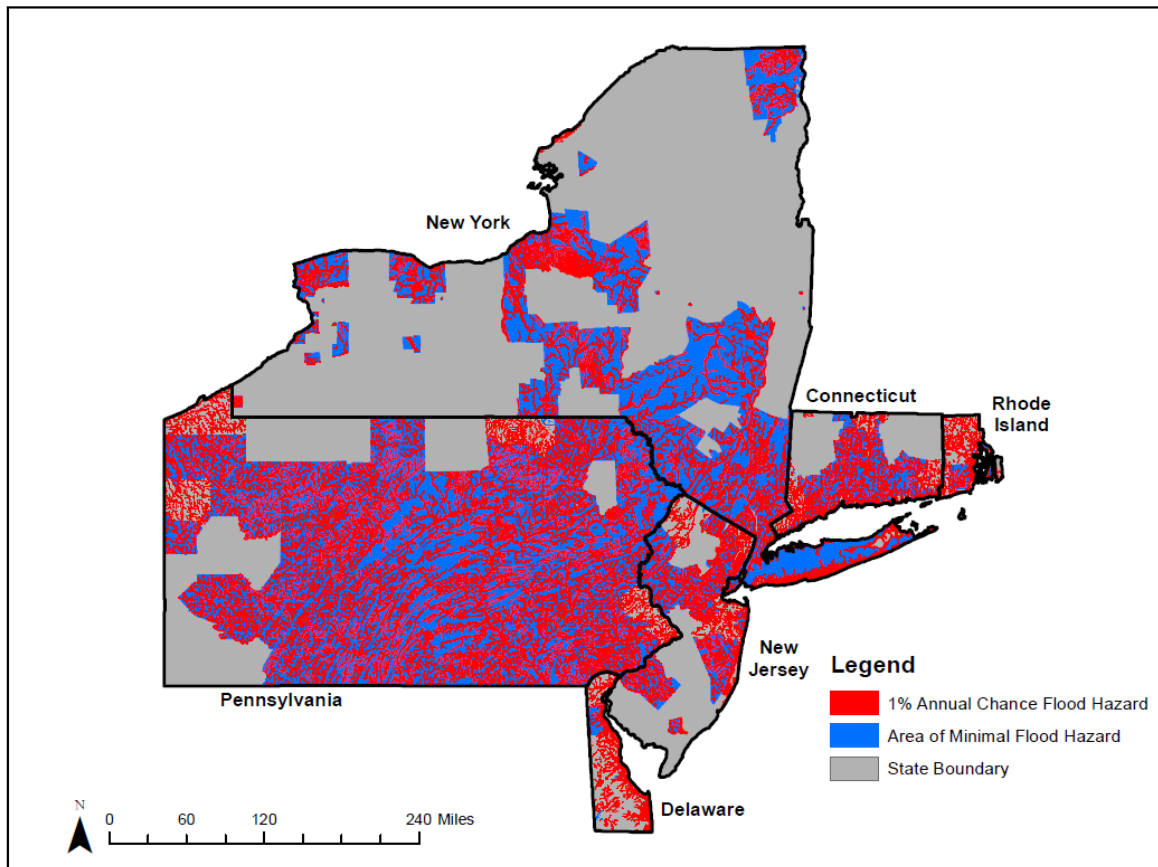 New York
Connecticut
Rhode
Island
New
Jersey
Pennsylvania
Delaware
Legend
1% Annual Chance Flood Hazard
Area of Minimal Flood Hazard
State Boundary
N
0 60 120 240 Miles